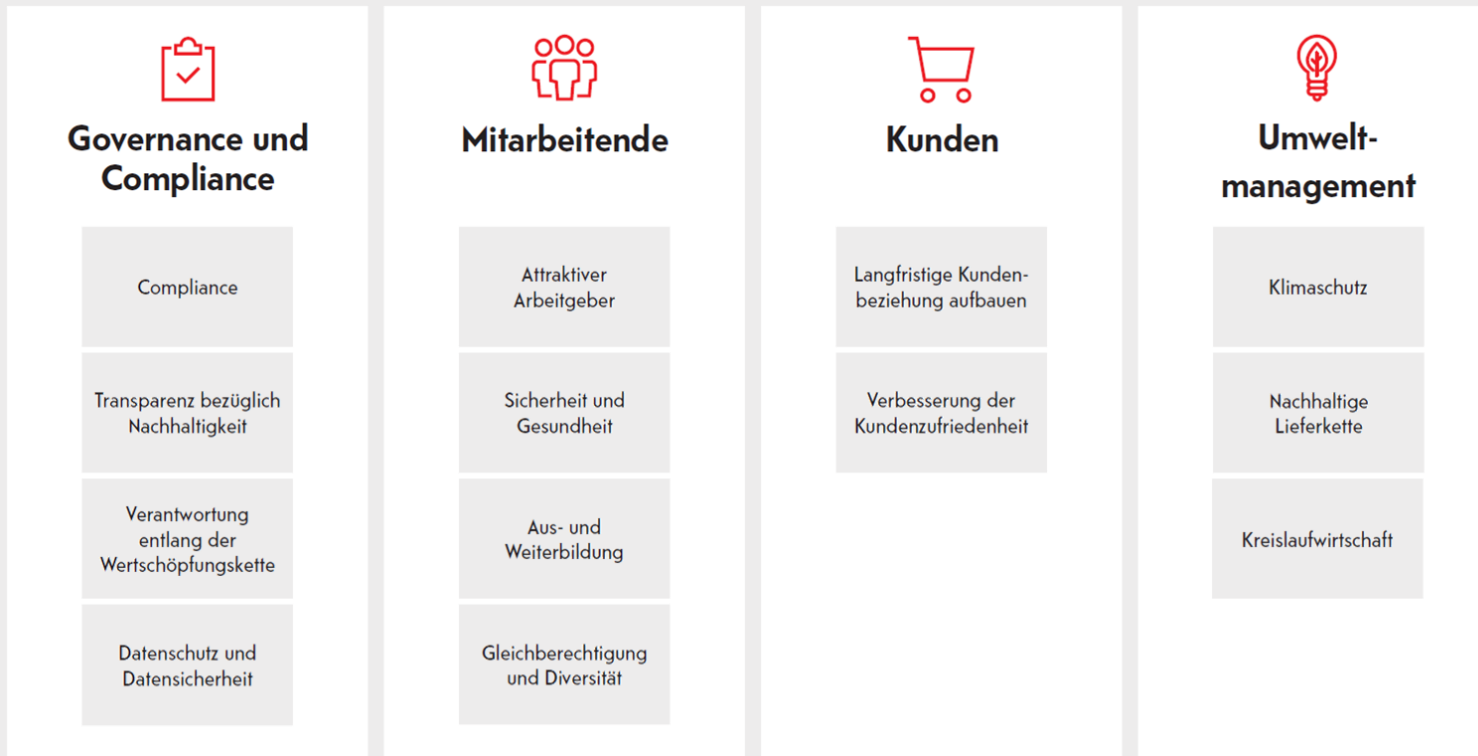 Governance und
Compliance
Compliance
Transparenz bezüglich
Nachhaltigkeit
Verantwortung
entlang der
Wertschöpfungskette
Datenschutz und
Datensicherheit
Mitarbeitende
Attraktiver
Arbeitgeber
Sicherheit und
Gesundheit
Aus- und
Weiterbildung
Gleichberechtigung
und Diversität
Kunden
Langfristige Kunden-
beziehung aufbauen
Verbesserung der
Kundenzufriedenheit
Umwelt-
management
Klimaschutz
Nachhaltige
Lieferkette
Kreislaufwirtschaft